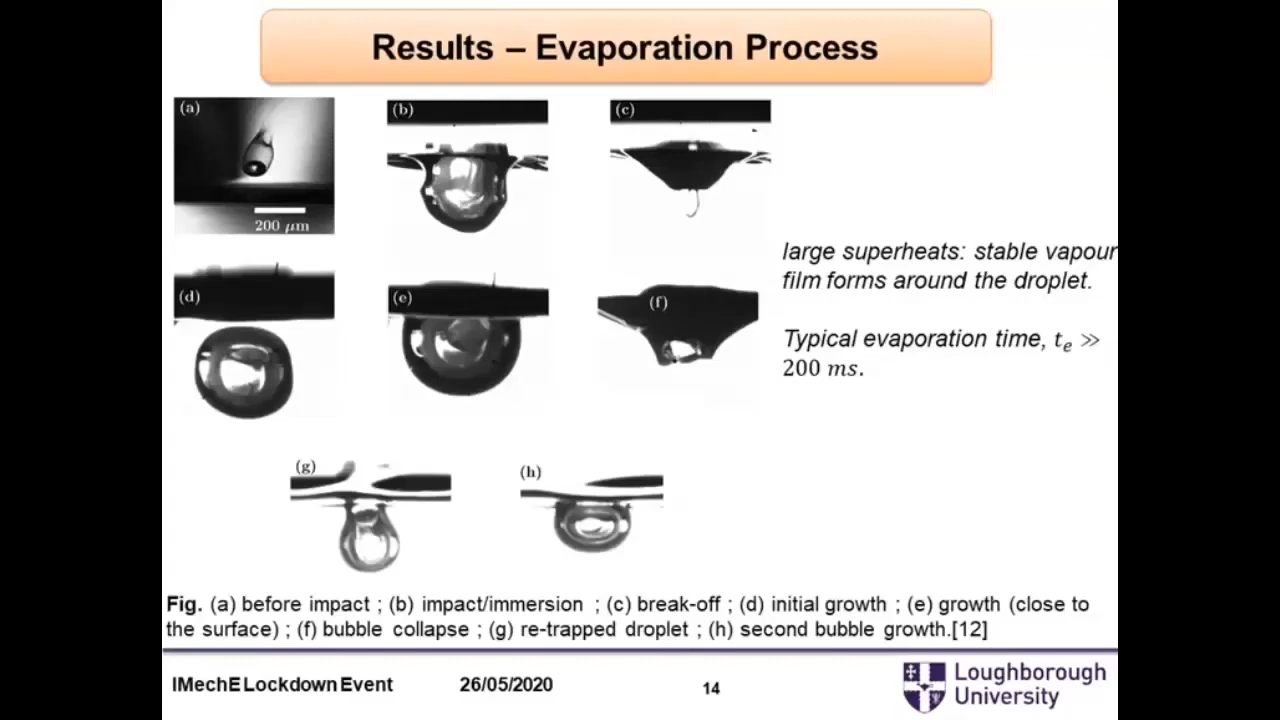 Results – Evaporation Process
(a)
(b)
(c)
200 μm
(d)
(e)
(f)
large superheats: stable vapour
film forms around the droplet.
Typical evaporation time, tₑ ≫
200 ms.
(g)
(h)
Fig. (a) before impact ; (b) impact/immersion ; (c) break-off ; (d) initial growth ; (e) growth (close to
the surface) ; (f) bubble collapse ; (g) re-trapped droplet ; (h) second bubble growth.[12]
IMechE Lockdown Event
26/05/2020
14
Loughborough
University